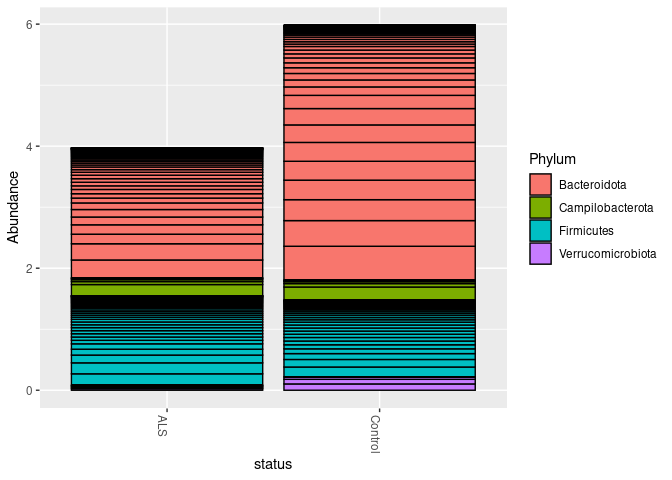 6
4
2
0
Abundance
ALS
Control
status
Phylum
Bacteroidota
Campilobacterota
Firmicutes
Verrucomicrobiota